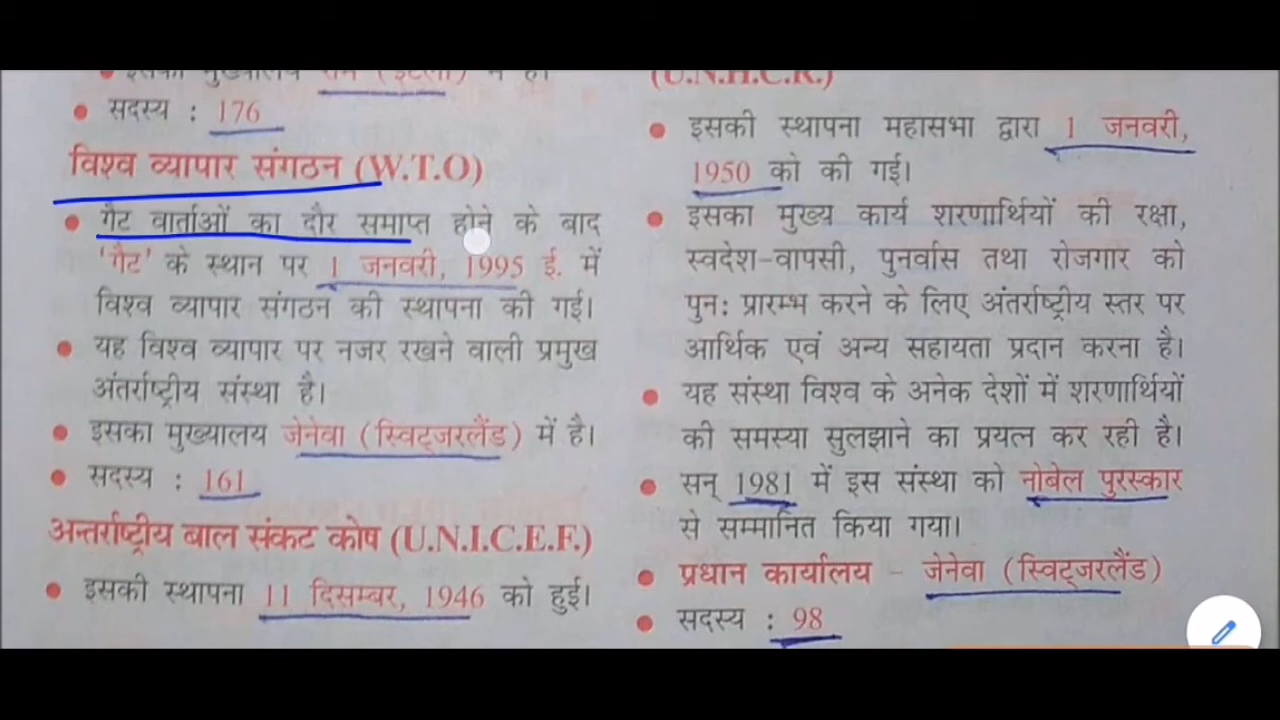 इसका मुख्यालय रोम (इटली) में है।
सदस्य : 176
विश्व व्यापार संगठन (W.T.O)
गैट वार्ताओं का दौर समाप्त होने के बाद
'गैट' के स्थान पर 1 जनवरी, 1995 ई. में
विश्व व्यापार संगठन की स्थापना की गई।
यह विश्व व्यापार पर नजर रखने वाली प्रमुख
अंतर्राष्ट्रीय संस्था है।
इसका मुख्यालय जेनेवा (स्विट्जरलैंड) में है।
सदस्य : 161
अन्तर्राष्ट्रीय बाल संकट कोष (U.N.I.C.E.F.)
इसकी स्थापना 11 दिसम्बर, 1946 को हुई।
(U.N.H.C.R.)
इसकी स्थापना महासभा द्वारा 1 जनवरी,
1950 को की गई।
इसका मुख्य कार्य शरणार्थियों की रक्षा,
स्वदेश-वापसी, पुनर्वास तथा रोजगार को
पुन: प्रारम्भ करने के लिए अंतर्राष्ट्रीय स्तर पर
आर्थिक एवं अन्य सहायता प्रदान करना है।
यह संस्था विश्व के अनेक देशों में शरणार्थियों
की समस्या सुलझाने का प्रयत्न कर रही है।
सन् 1981 में इस संस्था को नोबेल पुरस्कार
से सम्मानित किया गया।
प्रधान कार्यालय - जेनेवा (स्विट्जरलैंड)
सदस्य : 98